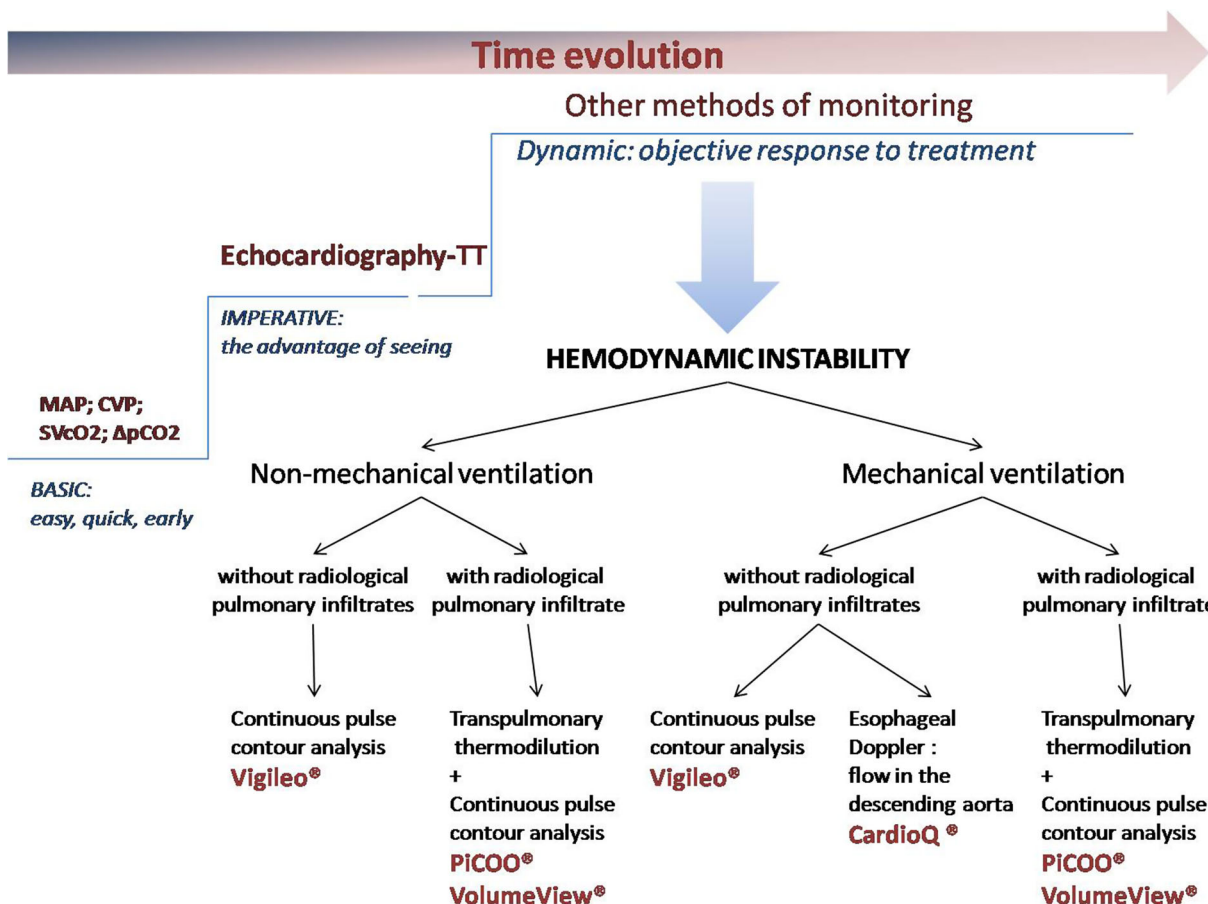 Time evolution
Other methods of monitoring
Dynamic: objective response to treatment
Echocardiography-TT
IMPERATIVE:
the advantage of seeing
HEMODYNAMIC INSTABILITY
MAP; CVP;
SVcO2; ΔpCO2
BASIC:
easy, quick, early
Non-mechanical ventilation
Mechanical ventilation
without radiological
pulmonary infiltrates
with radiological
pulmonary infiltrate
without radiological
pulmonary infiltrates
with radiological
pulmonary infiltrate
Continuous pulse
contour analysis
Vigileo®
Transpulmonary
thermodilution
+
Continuous pulse
contour analysis
PiCOO®
VolumeView®
Continuous pulse
contour analysis
Vigileo®
Esophageal
Doppler :
flow in the
descending aorta
CardioQ ®
Transpulmonary
thermodilution
+
Continuous pulse
contour analysis
PiCOO®
VolumeView®